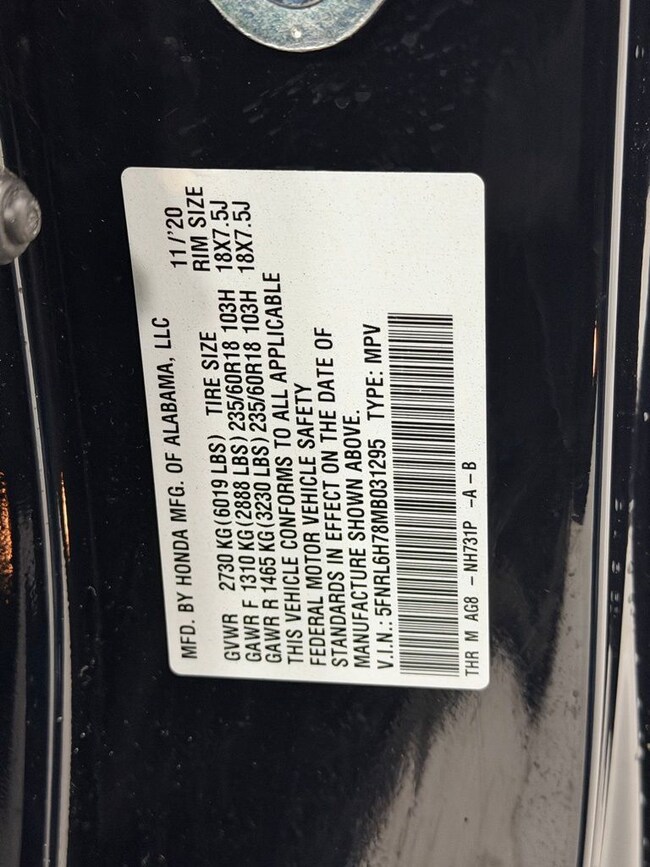 MFD. BY HONDA MFG. OF ALABAMA, LLC 11/'20
GVWR 2730 KG(6019 LBS) TIRE SIZE RIM SIZE
GAWR F 1310 KG(2888 LBS) 235/60R18 103H 18X7.5J
GAWR R 1465 KG(3230 LBS) 235/60R18 103H 18X7.5J
THIS VEHICLE CONFORMS TO ALL APPLICABLE
FEDERAL MOTOR VEHICLE SAFETY
STANDARDS IN EFFECT ON THE DATE OF
MANUFACTURE SHOWN ABOVE.
V.I.N.: 5FNRL6H78MB031295 TYPE: MPV
THR M AG8 -NH731P -A-B